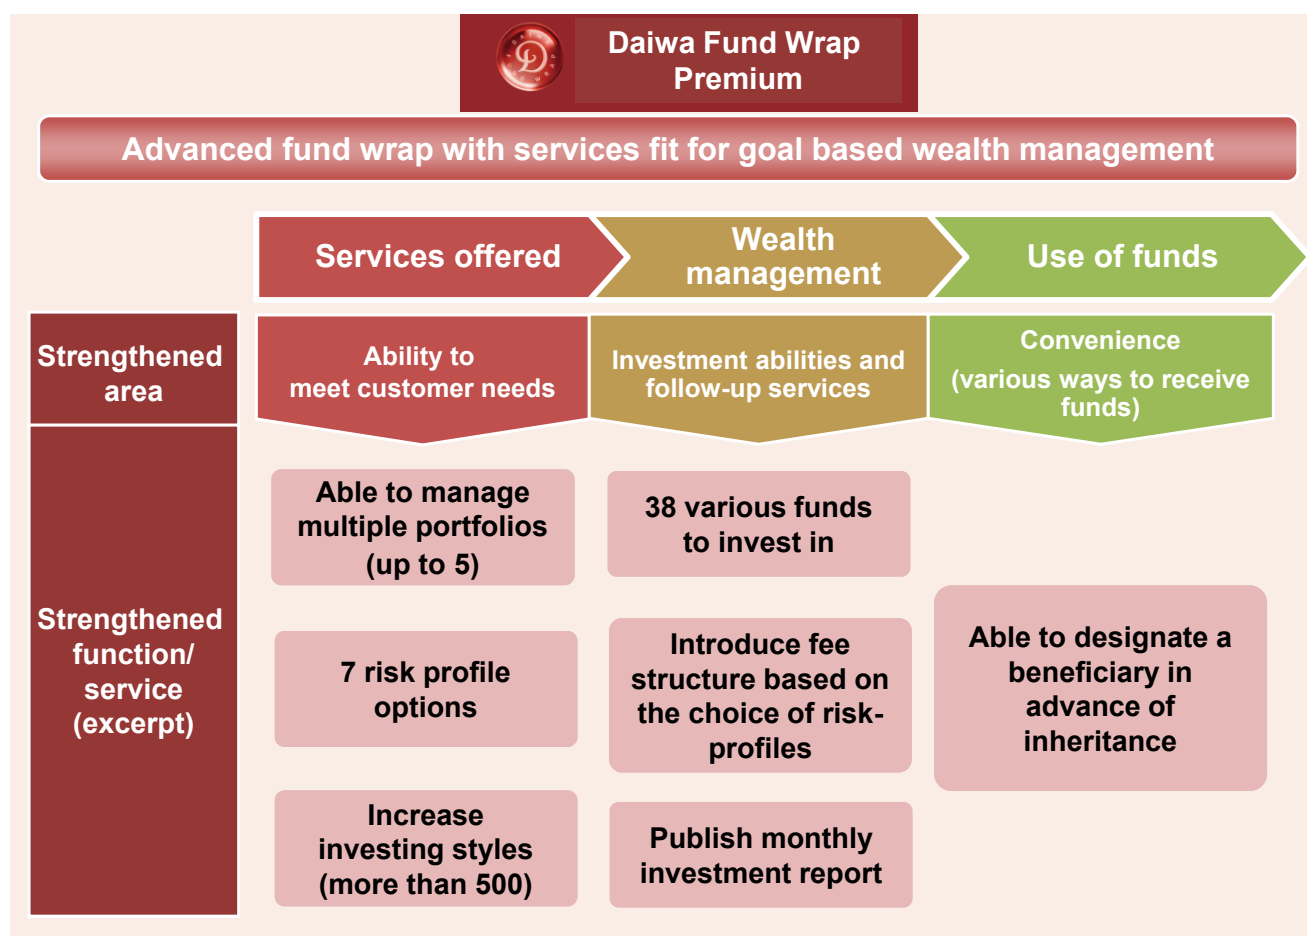 Daiwa Fund Wrap
Premium
Advanced fund wrap with services fit for goal based wealth management
Services offered
Wealth
management
Use of funds
Strengthened
area
Ability to
meet customer needs
Investment abilities and
follow-up services
Convenience
(various ways to receive
funds)
Strengthened
function/
service
(excerpt)
Able to manage
multiple portfolios
(up to 5)
7 risk profile
options
Increase
investing styles
(more than 500)
38 various funds
to invest in
Introduce fee
structure based on
the choice of risk-
profiles
Publish monthly
investment report
Able to designate a
beneficiary in
advance of
inheritance